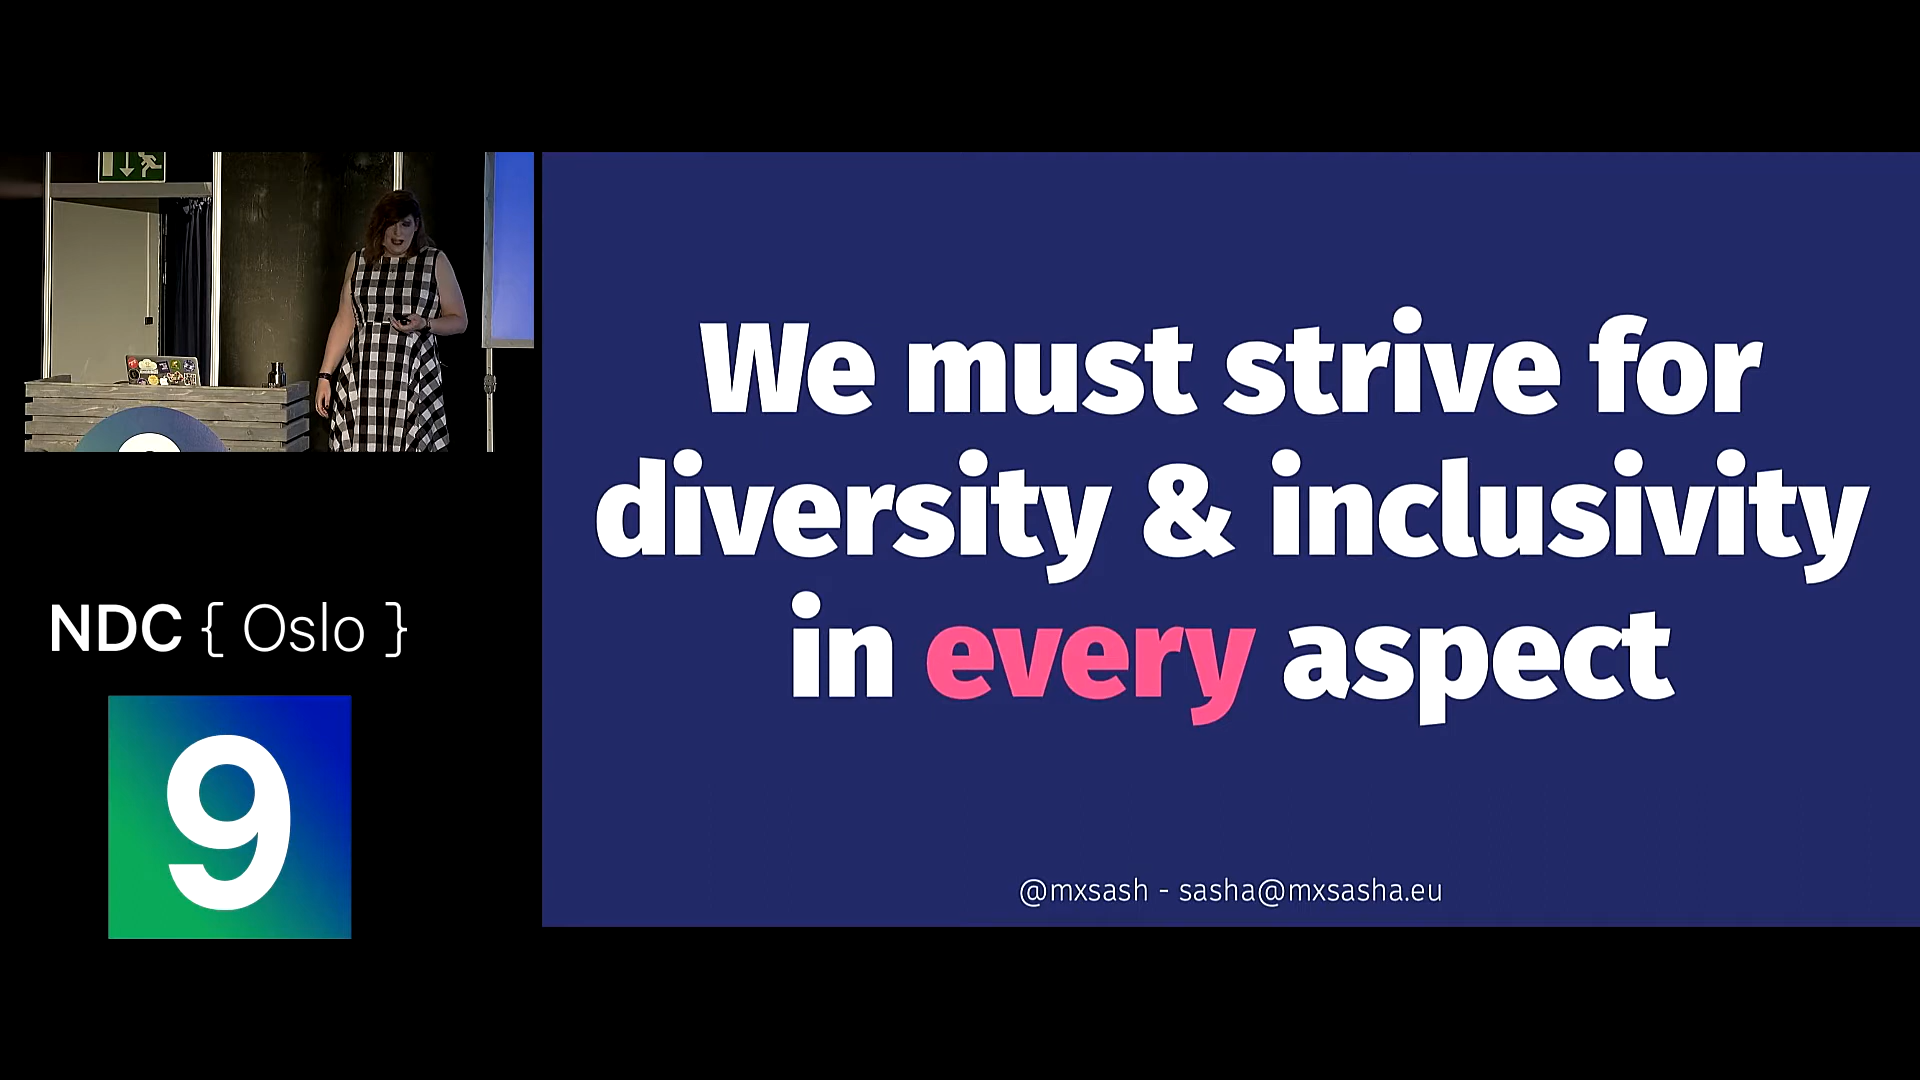 We must strive for
diversity & inclusivity
in every aspect
@mxsash - sasha@mxsasha.eu
NDC { Oslo }
9